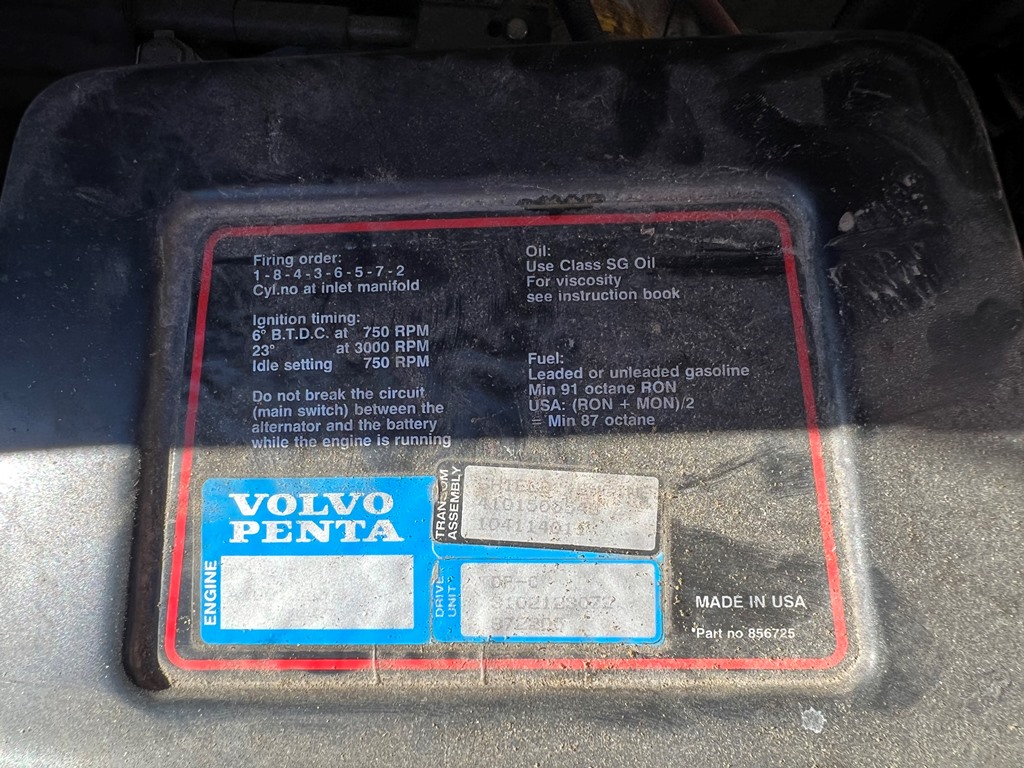 Firing order:
1-8-4-3-6-5-7-2
Cyl.no at inlet manifold
Ignition timing:
6° B.T.D.C. at 750 RPM
23° at 3000 RPM
Idle setting 750 RPM
Do not break the circuit
(main switch) between the
alternator and the battery
while the engine is running
Oil:
Use Class SG Oil
For viscosity
see instruction book
Fuel:
Leaded or unleaded gasoline
Min 91 octane RON
USA: (RON + MON)/2
= Min 87 octane
VOLVO
PENTA
ENGINE
TRANSOM
ASSEMBLY
SHIELD
DRIVE
UNIT
DP-C
MADE IN USA
*Part no 856725